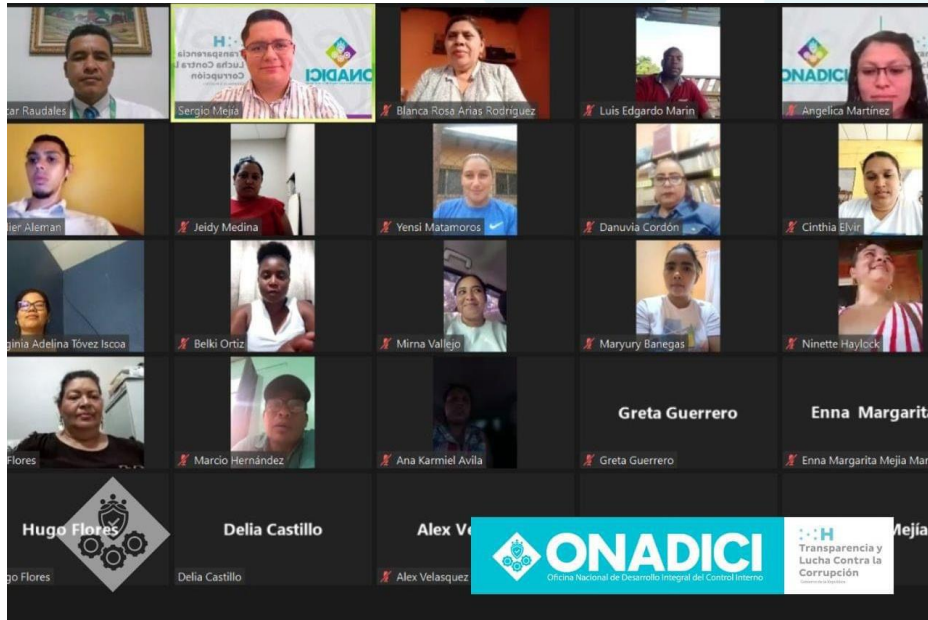 H
Transparencia
Lucha Contra la
Corrupción
ONADICI
ONADICI
car Raudales
Sergio Mejía
Blanca Rosa Arias Rodríguez
Luis Edgardo Marin
Angelica Martínez
ier Aleman
Jeidy Medina
Yensi Matamoros
Danuvia Cordón
Cinthia Elvir
ginia Adelina Tóvez Iscoa
Belki Ortiz
Mirna Vallejo
Maryury Banegas
Ninette Haylock
Flores
Marcio Hernández
Ana Karmiel Avila
Greta Guerrero
Greta Guerrero
Enna Margarit
Enna Margarita Mejia Mar
Hugo Flores
go Flores
Delia Castillo
Delia Castillo
Alex Ve
Alex Velasquez
Mejía
ONADICI
Oficina Nacional de Desarrollo Integral del Control Interno
H
Transparencia y
Lucha Contra la
Corrupción